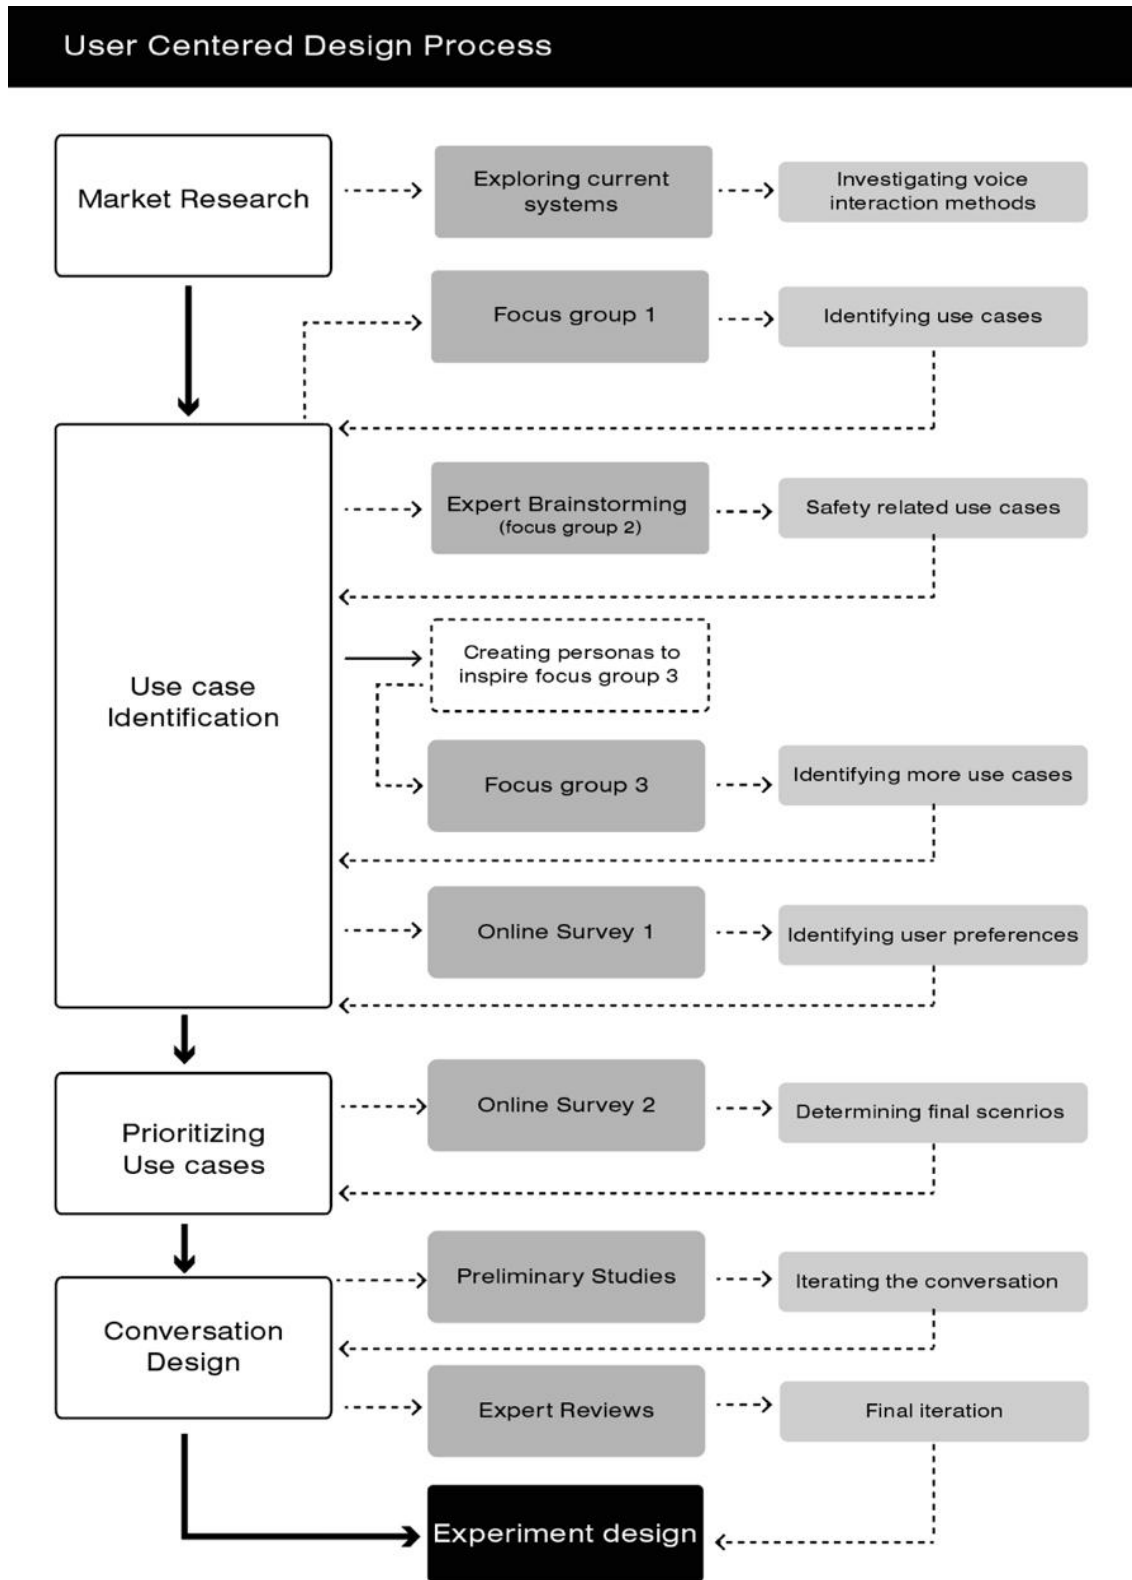 User Centered Design Process
Market Research
Exploring current
systems
Investigating voice
interaction methods
Focus group 1
Identifying use cases
Use case
Identification
Expert Brainstorming
(focus group 2)
Safety related use cases
Creating personas to
inspire focus group 3
Focus group 3
Identifying more use cases
Online Survey 1
Identifying user preferences
Prioritizing
Use cases
Online Survey 2
Determining final scenrios
Conversation
Design
Preliminary Studies
Iterating the conversation
Expert Reviews
Final iteration
Experiment design